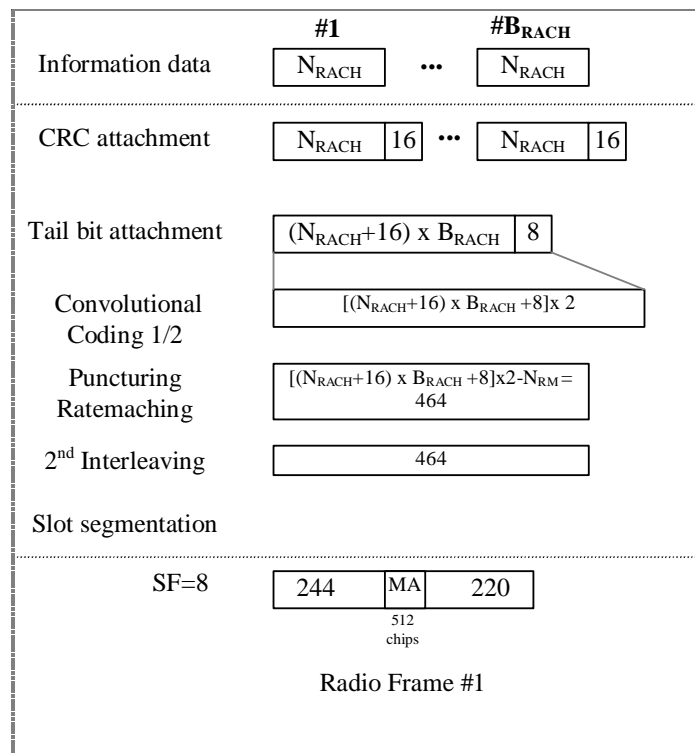 #1 #B_RACH
Information data N_RACH ... N_RACH
CRC attachment N_RACH 16 ... N_RACH 16
Tail bit attachment (N_RACH+16) x B_RACH 8
Convolutional
Coding 1/2
[(N_RACH+16) x B_RACH +8]x 2
Puncturing
Ratemaching
[(N_RACH+16) x B_RACH +8]x2-N_RM =
464
2nd Interleaving 464
Slot segmentation
SF=8 244 MA 220
512
chips
Radio Frame #1